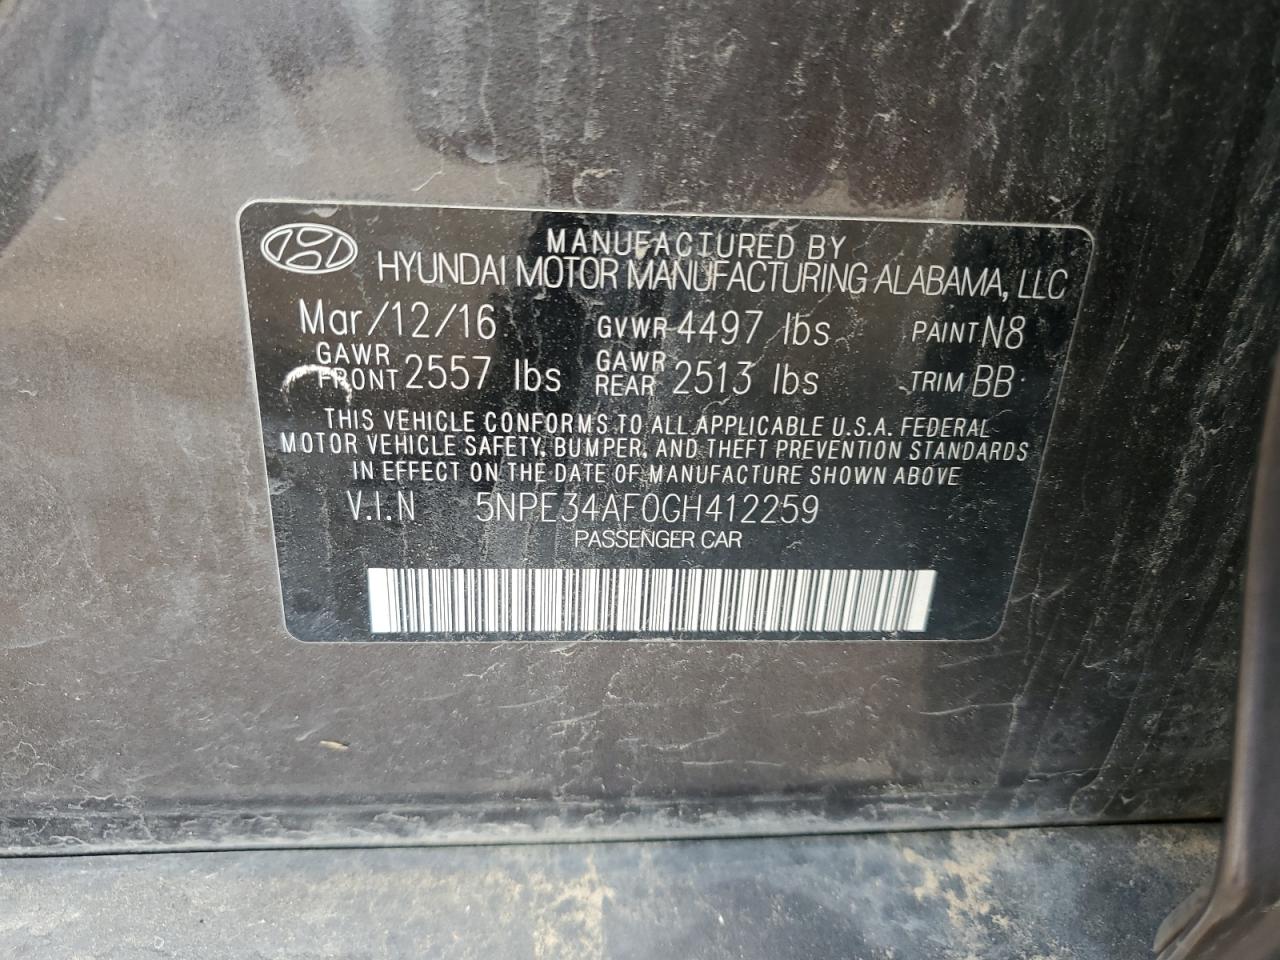 MANUFACTURED BY
HYUNDAI MOTOR MANUFACTURING ALABAMA, LLC
Mar/12/16 GVWR 4497 lbs PAINT N8
GAWR FRONT 2557 lbs GAWR REAR 2513 lbs TRIM BB
THIS VEHICLE CONFORMS TO ALL APPLICABLE U.S.A. FEDERAL
MOTOR VEHICLE SAFETY, BUMPER, AND THEFT PREVENTION STANDARDS
IN EFFECT ON THE DATE OF MANUFACTURE SHOWN ABOVE
V.I.N 5NPE34AF0GH412259
PASSENGER CAR